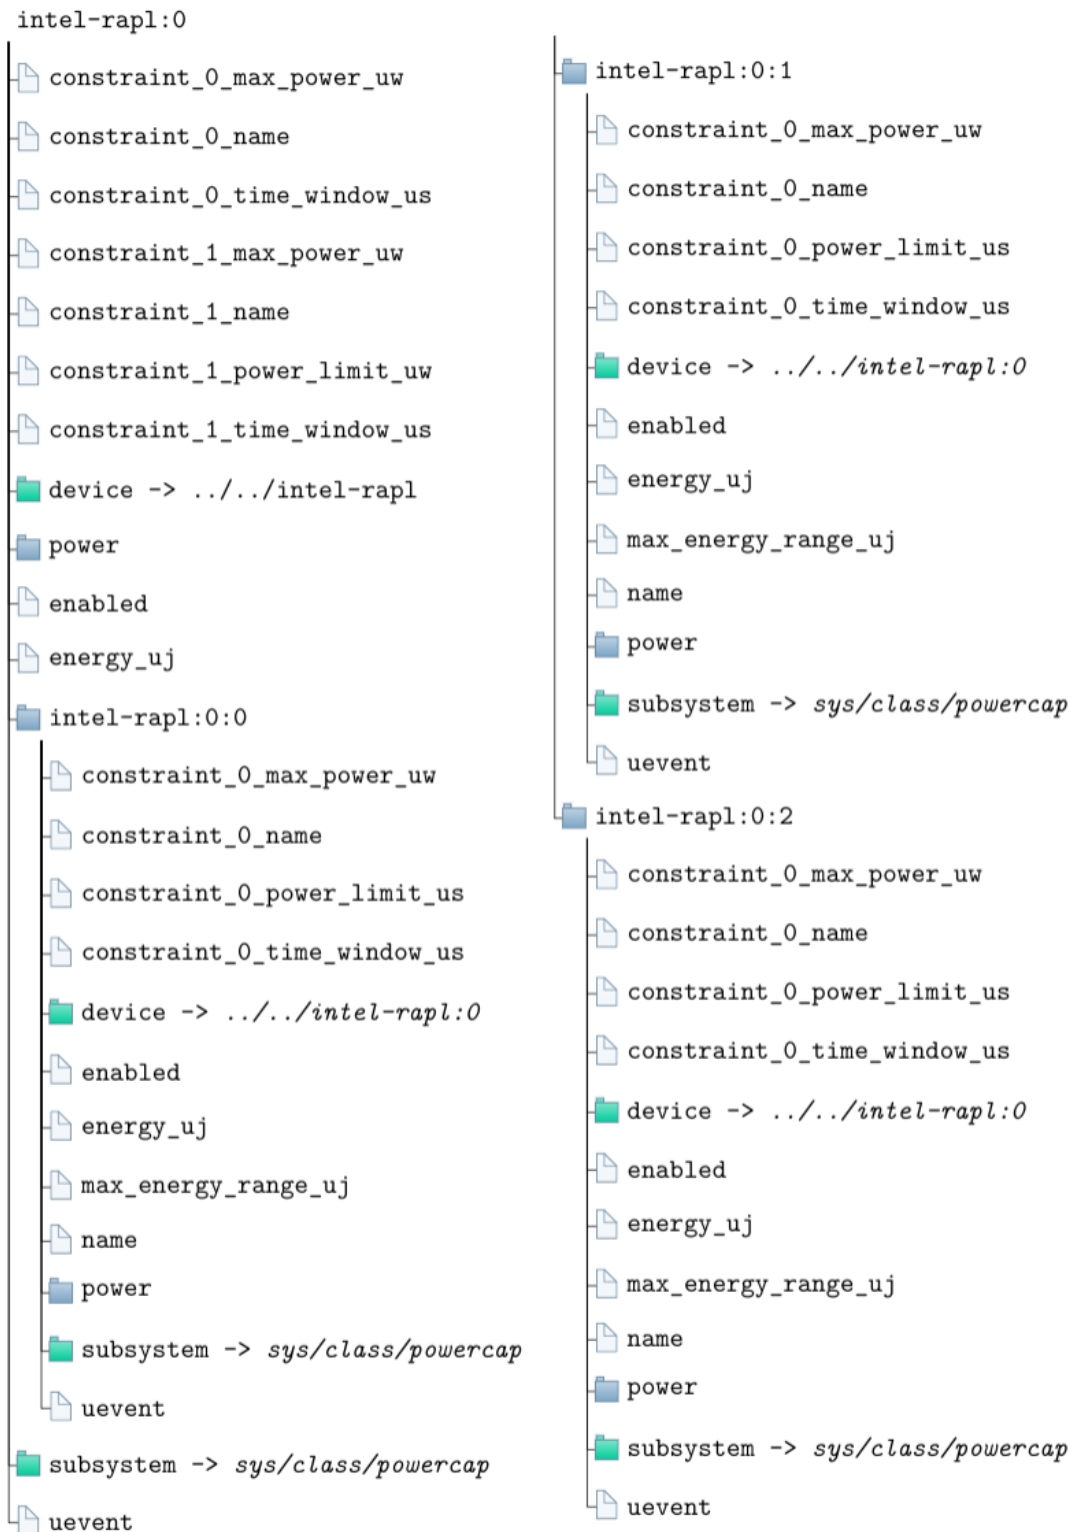 intel-rapl:0
constraint_0_max_power_uw
constraint_0_name
constraint_0_time_window_us
constraint_1_max_power_uw
constraint_1_name
constraint_1_power_limit_uw
constraint_1_time_window_us
device -> ../../intel-rapl
power
enabled
energy_uj
intel-rapl:0:0
constraint_0_max_power_uw
constraint_0_name
constraint_0_power_limit_us
constraint_0_time_window_us
device -> ../../intel-rapl:0
enabled
energy_uj
max_energy_range_uj
name
power
subsystem -> sys/class/powercap
uevent
subsystem -> sys/class/powercap
uevent
intel-rapl:0:1
constraint_0_max_power_uw
constraint_0_name
constraint_0_power_limit_us
constraint_0_time_window_us
device -> ../../intel-rapl:0
enabled
energy_uj
max_energy_range_uj
name
power
subsystem -> sys/class/powercap
uevent
intel-rapl:0:2
constraint_0_max_power_uw
constraint_0_name
constraint_0_power_limit_us
constraint_0_time_window_us
device -> ../../intel-rapl:0
enabled
energy_uj
max_energy_range_uj
name
power
subsystem -> sys/class/powercap
uevent